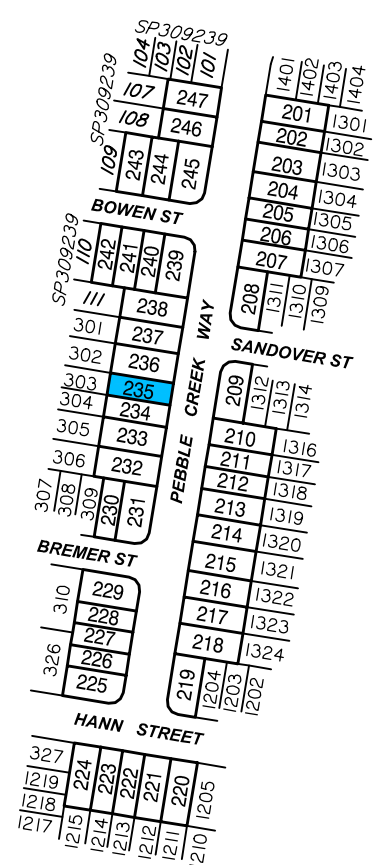 SP309239
104 103 102 101
1401 1402 1403 1404
SP309239
107 247
108 246
109 243 244 245
201 1301
202 1302
203 1303
204 1304
205 1305
206 1306
207 1307
208 1311 1310 1309
BOWEN ST
SP309239
110 242 241 240 239
111 238
301 237
302 236
303 235
304 234
305 233
306 232
307 308 309 230 231
PEBBLE CREEK WAY
SANDOVER ST
209 1312 1313 1314
210 1316
211 1317
212 1318
213 1319
214 1320
215 1321
216 1322
217 1323
218 1324
219 1204 1203 1202
BREMER ST
310 229
228
227
326 226
225
HANN STREET
327
1219
1218
1217
224 223 222 221 220 1205
1215 1214 1213 1212 1211 1210